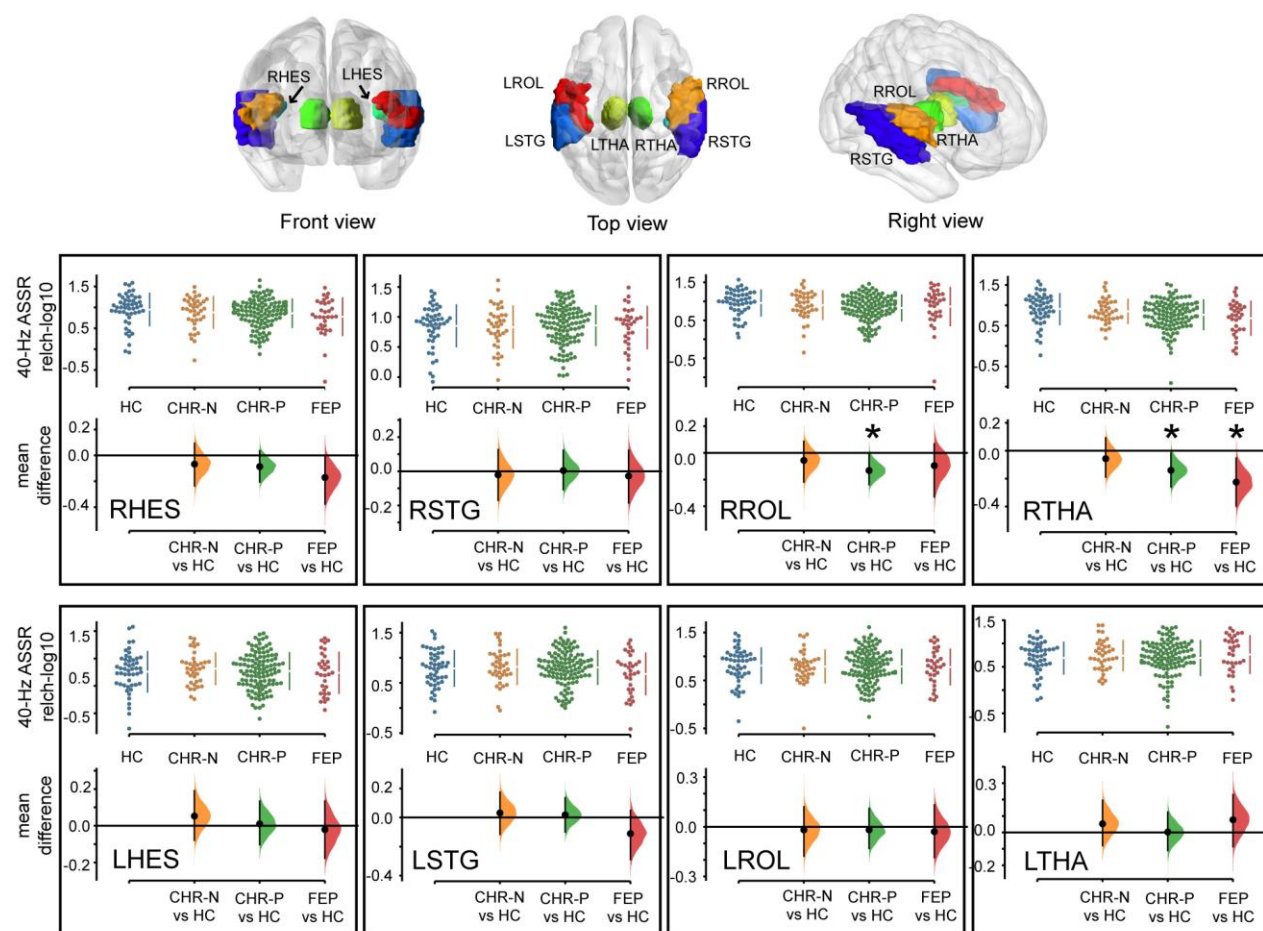 RHES LHES
LROL RROL
LSTG LTHA RTHA RSTG
RROL
RSTG RTHA
Front view Top view Right view
40-Hz ASSR
relch-log10
1.5
0.5
-0.5
HC CHR-N CHR-P FEP
mean
difference
0.2
0.0
-0.4
RHES
CHR-N
vs HC
CHR-P
vs HC
FEP
vs HC
1.5
1.0
0.5
0.0
HC CHR-N CHR-P FEP
0.2
0.0
-0.2
RSTG
CHR-N
vs HC
CHR-P
vs HC
FEP
vs HC
1.5
0.5
-0.5
HC CHR-N CHR-P FEP
* 
0.2
0.0
-0.4
RROL
CHR-N
vs HC
CHR-P
vs HC
FEP
vs HC
1.5
0.5
-0.5
HC CHR-N CHR-P FEP
* *
0.2
0.0
-0.4
RTHA
CHR-N
vs HC
CHR-P
vs HC
FEP
vs HC
40-Hz ASSR
relch-log10
1.5
0.5
-0.5
HC CHR-N CHR-P FEP
mean
difference
0.2
0.0
-0.2
LHES
CHR-N
vs HC
CHR-P
vs HC
FEP
vs HC
1.5
0.5
-0.5
HC CHR-N CHR-P FEP
0.2
0.0
-0.4
LSTG
CHR-N
vs HC
CHR-P
vs HC
FEP
vs HC
1.5
0.5
-0.5
HC CHR-N CHR-P FEP
0.3
0.0
-0.3
LROL
CHR-N
vs HC
CHR-P
vs HC
FEP
vs HC
1.5
0.5
-0.5
HC CHR-N CHR-P FEP
0.2
0.0
0.2
LTHA
CHR-N
vs HC
CHR-P
vs HC
FEP
vs HC